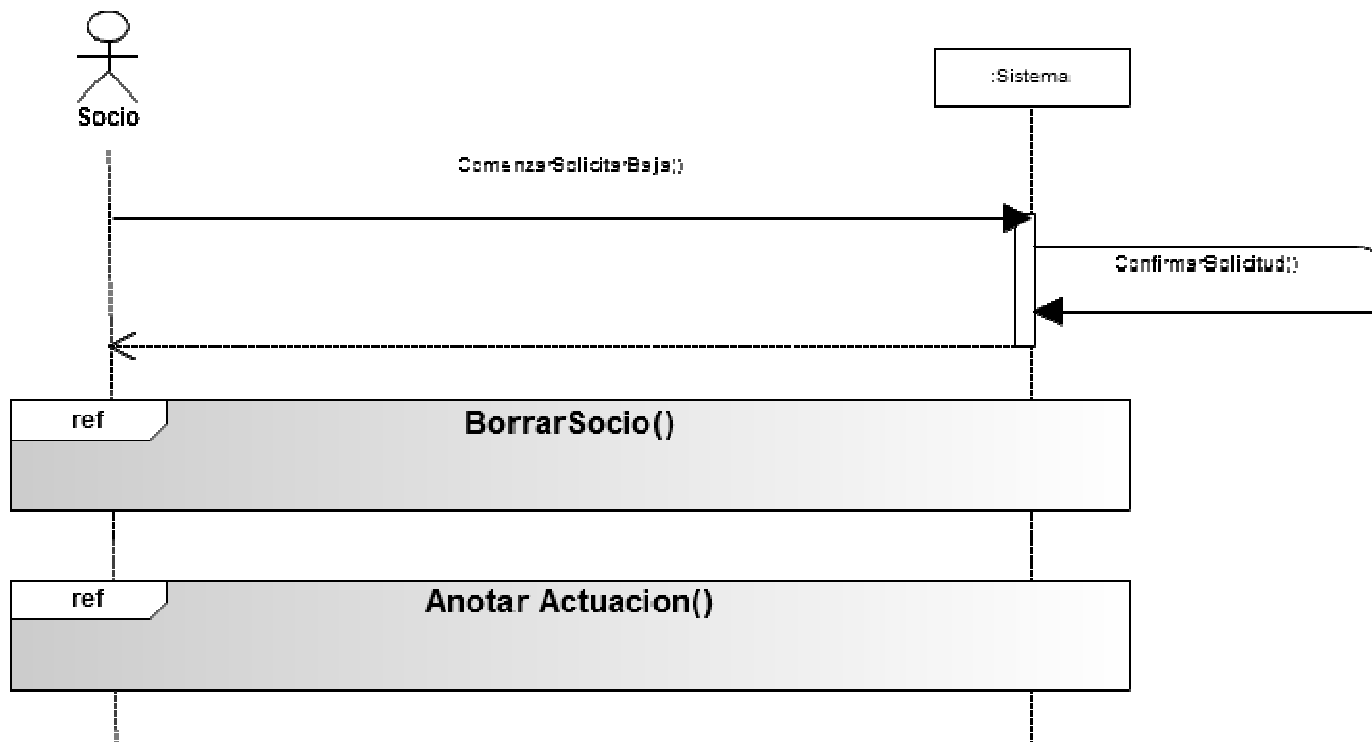 Socio
:Sistema
ComenzarSolicitarBaja()
ConfirmarSolicitud()
ref
BorrarSocio()
ref
Anotar Actuacion()